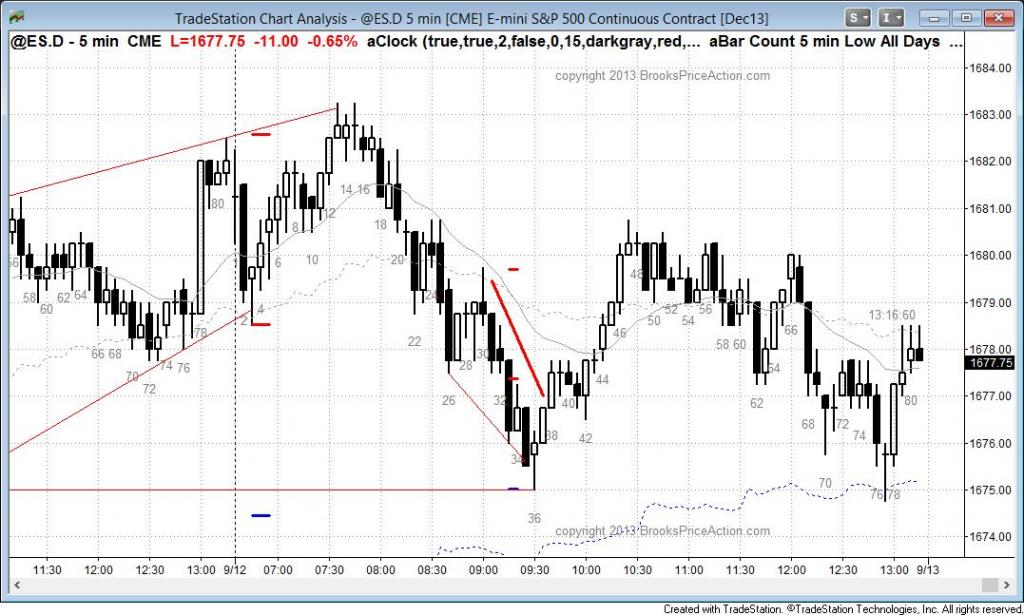 TradeStation Chart Analysis - @ES.D 5 min [CME] E-mini S&P 500 Continuous Contract [Dec13]
S I
@ES.D - 5 min CME L=1677.75 -11.00 -0.65% aClock (true,true,2,false,0,15,darkgray,red,... aBar Count 5 min Low All Days ...
copyright 2013 BrooksPriceAction.com
1684.00
1683.00
1682.00
1681.00
1680.00
1679.00
1678.00
1677.75
1677.00
1676.00
1675.00
1674.00
13:16:60
56 58 60 62 64 66 68 70 72 74 76 78 80
2 4 6 8 10 12 14 16 18 20 22 24 26 28 30 32 34 36 38 40 42 44 46 48 50 52 54 56 58 60 62 64 66 68 70 72 74 76 78 80
copyright 2013 BrooksPriceAction.com
11:30 12:00 12:30 13:00 9/12 07:00 07:30 08:00 08:30 09:00 09:30 10:00 10:30 11:00 11:30 12:00 12:30 13:00 9/13
Created with TradeStation. ©TradeStation Technologies, Inc. All rights reserved.